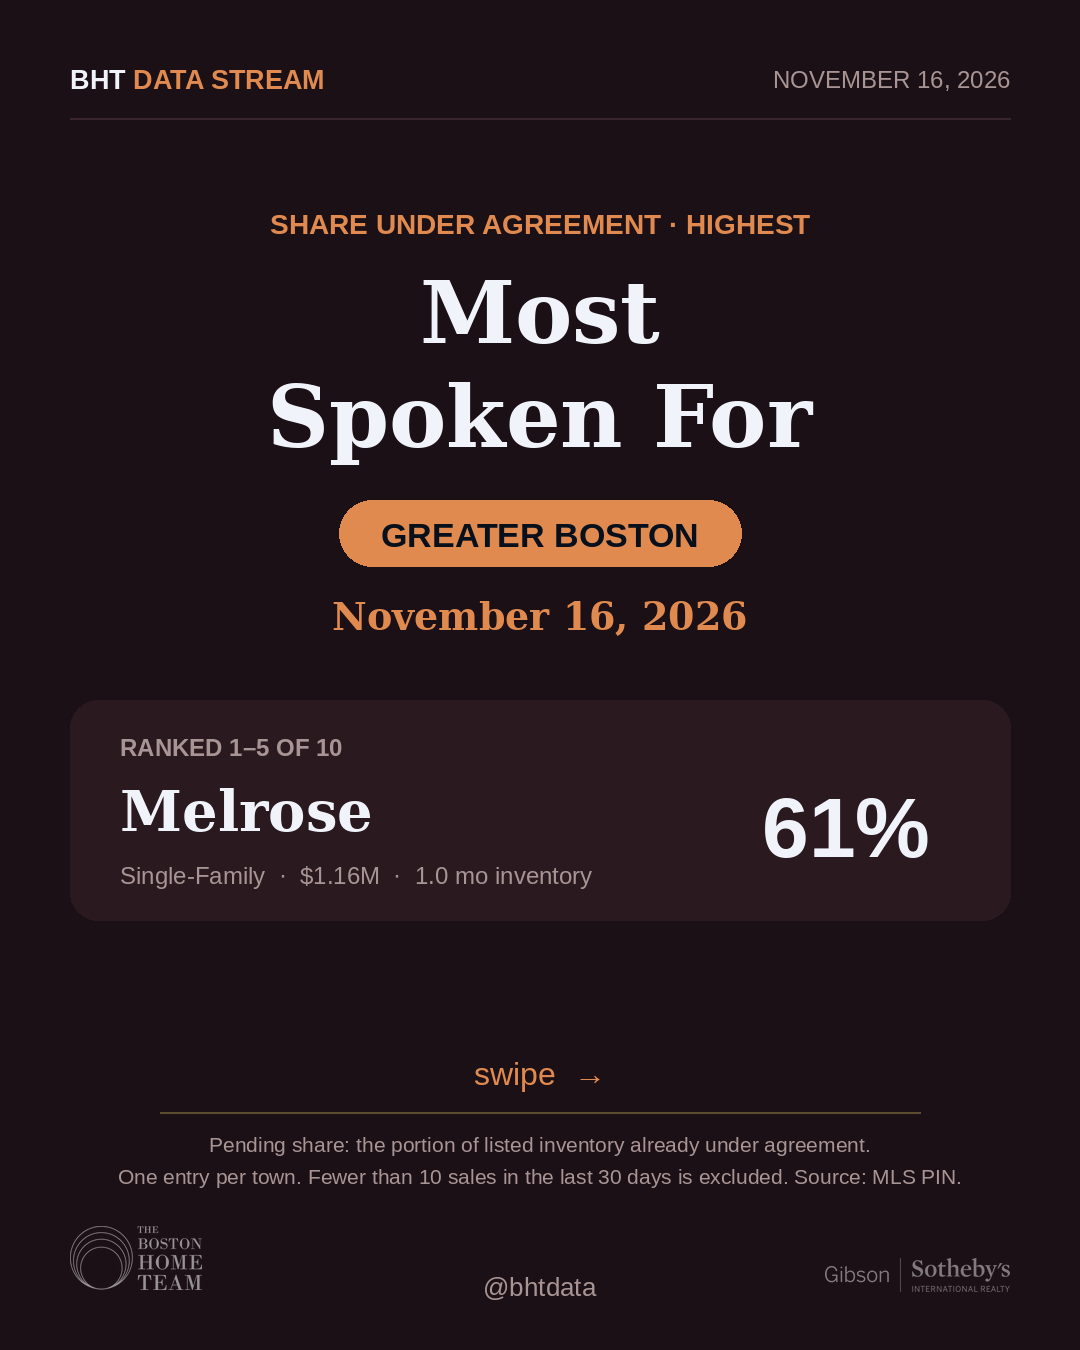 BHT DATA STREAM
NOVEMBER 16, 2026
SHARE UNDER AGREEMENT · HIGHEST
Most
Spoken For
GREATER BOSTON
November 16, 2026
RANKED 1–5 OF 10
Melrose
61%
Single-Family · $1.16M · 1.0 mo inventory
swipe →
Pending share: the portion of listed inventory already under agreement.
One entry per town. Fewer than 10 sales in the last 30 days is excluded. Source: MLS PIN.
THE
BOSTON
HOME
TEAM
@bhtdata
Gibson
Sotheby's
INTERNATIONAL REALTY